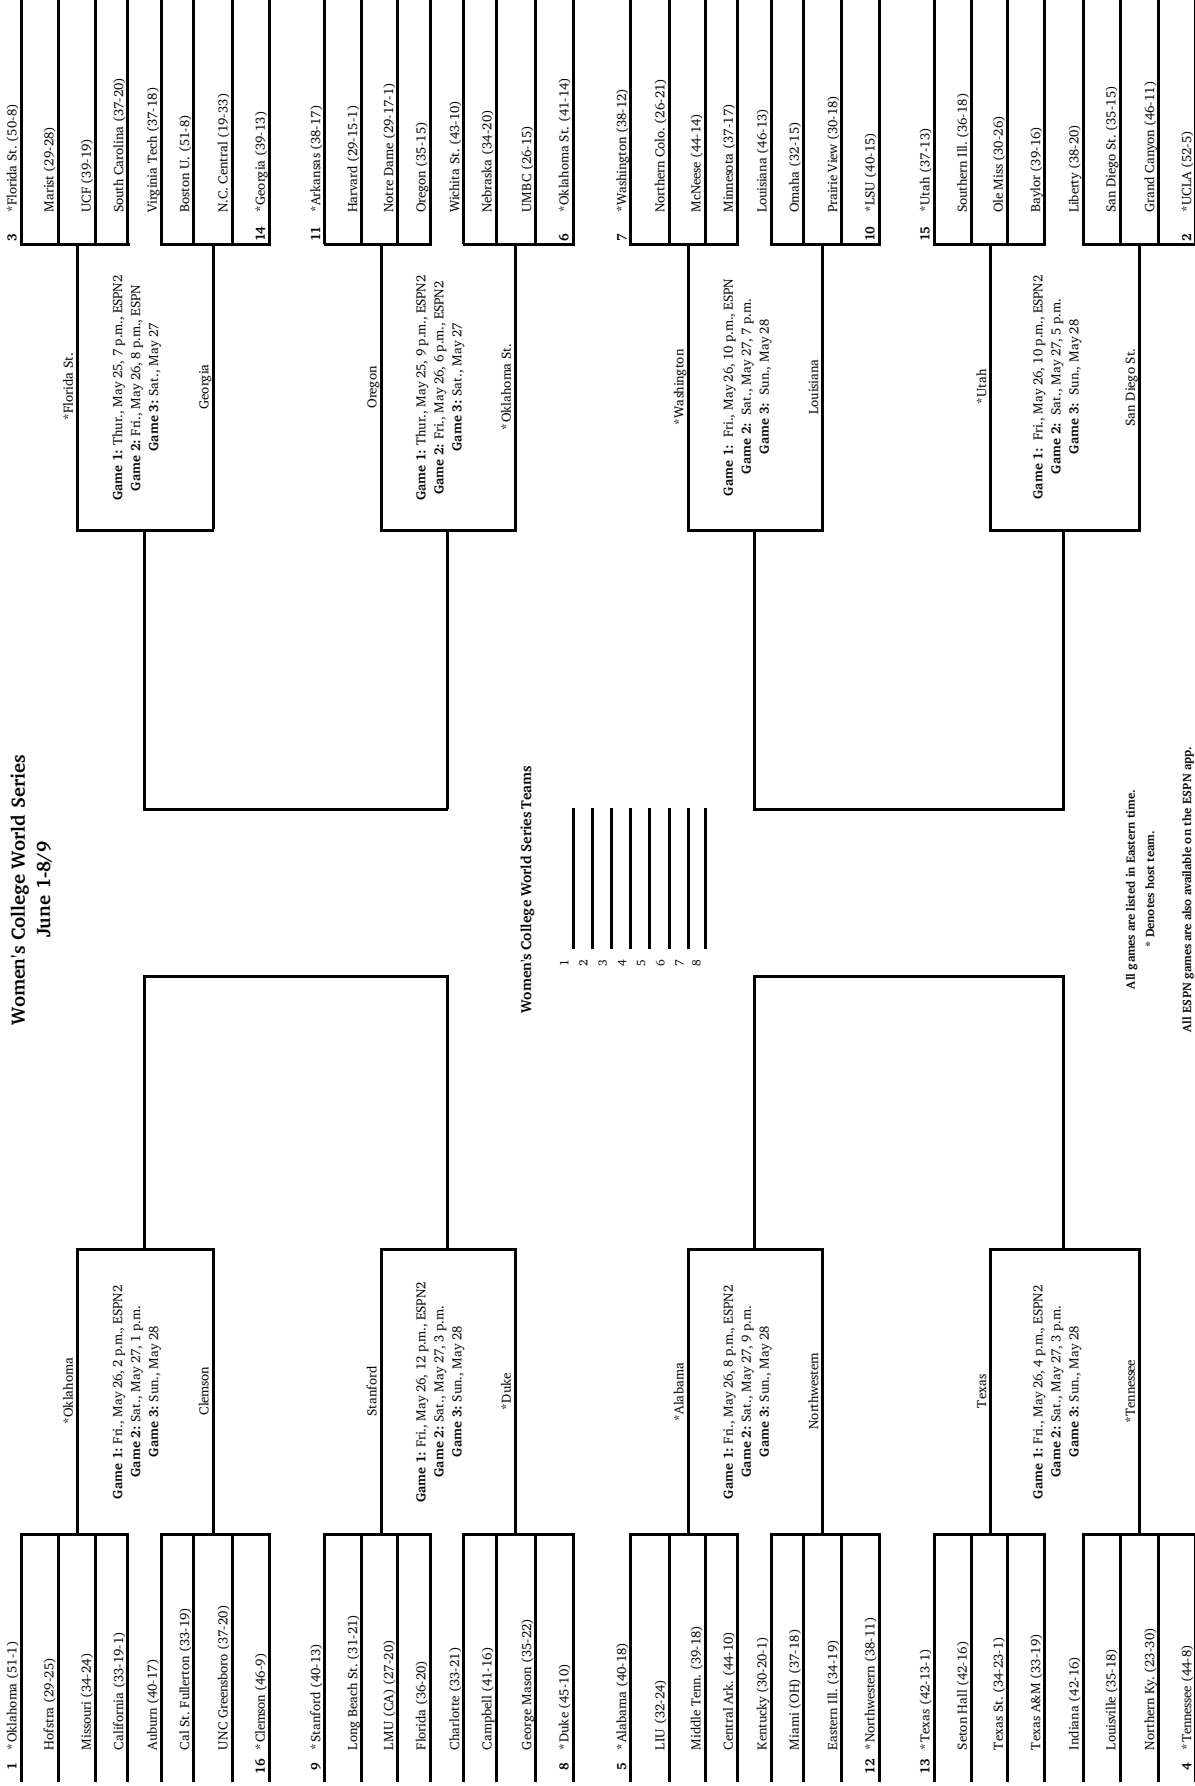 Women's College World Series
June 1-8/9
1 * Oklahoma (51-1)
Hofstra (29-25)
Missouri (34-24)
California (33-19-1)
Auburn (40-17)
Cal St. Fullerton (33-19)
UNC Greensboro (37-20)
16 * Clemson (46-9)
*Oklahoma
Game 1: Fri., May 26, 2 p.m., ESPN2
Game 2: Sat., May 27, 1 p.m.
Game 3: Sun., May 28
Clemson
9 * Stanford (40-13)
Long Beach St. (31-21)
LMU (CA) (27-20)
Florida (36-20)
Charlotte (33-21)
Campbell (41-16)
George Mason (35-22)
8 *Duke (45-10)
Stanford
Game 1: Fri., May 26, 12 p.m., ESPN2
Game 2: Sat., May 27, 3 p.m.
Game 3: Sun., May 28
*Duke
5 *Alabama (40-18)
LIU (32-24)
Middle Tenn. (39-18)
Central Ark. (44-10)
Kentucky (30-20-1)
Miami (OH) (37-18)
Eastern Ill. (34-19)
12 *Northwestern (38-11)
*Alabama
Game 1: Fri., May 26, 8 p.m., ESPN2
Game 2: Sat., May 27, 9 p.m.
Game 3: Sun., May 28
Northwestern
13 *Texas (42-13-1)
Seton Hall (42-16)
Texas St. (34-23-1)
Texas A&M (33-19)
Indiana (42-16)
Louisville (35-18)
Northern Ky. (23-30)
4 *Tennessee (44-8)
Texas
Game 1: Fri., May 26, 4 p.m., ESPN2
Game 2: Sat., May 27, 3 p.m.
Game 3: Sun., May 28
*Tennessee
Women's College World Series Teams
1
2
3
4
5
6
7
8
3 *Florida St. (50-8)
Marist (29-28)
UCF (39-19)
South Carolina (37-20)
Virginia Tech (37-18)
Boston U. (51-8)
N.C. Central (19-33)
14 *Georgia (39-13)
*Florida St.
Game 1: Thur., May 25, 7 p.m., ESPN2
Game 2: Fri., May 26, 8 p.m., ESPN
Game 3: Sat., May 27
Georgia
11 *Arkansas (38-17)
Harvard (29-15-1)
Notre Dame (29-17-1)
Oregon (35-15)
Wichita St. (43-10)
Nebraska (34-20)
UMBC (26-15)
6 *Oklahoma St. (41-14)
Oregon
Game 1: Thur., May 25, 9 p.m., ESPN2
Game 2: Fri., May 26, 6 p.m., ESPN2
Game 3: Sat., May 27
*Oklahoma St.
7 *Washington (38-12)
Northern Colo. (26-21)
McNeese (44-14)
Minnesota (37-17)
Louisiana (46-13)
Omaha (32-15)
Prairie View (30-18)
10 *LSU (40-15)
*Washington
Game 1: Fri., May 26, 10 p.m., ESPN
Game 2: Sat., May 27, 7 p.m.
Game 3: Sun., May 28
Louisiana
15 *Utah (37-13)
Southern Ill. (36-18)
Ole Miss (30-26)
Baylor (39-16)
Liberty (38-20)
San Diego St. (35-15)
Grand Canyon (46-11)
2 *UCLA (52-5)
*Utah
Game 1: Fri., May 26, 10 p.m., ESPN2
Game 2: Sat., May 27, 5 p.m.
Game 3: Sun., May 28
San Diego St.
All games are listed in Eastern time.
* Denotes host team.
All ESPN games are also available on the ESPN app.